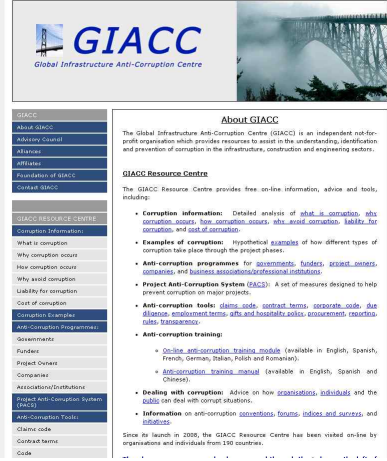 GIACC
Global Infrastructure Anti-Corruption Centre
GIACC
About GIACC
Advisory Council
Alliances
Affiliates
Foundation of GIACC
Contact GIACC
GIACC RESOURCE CENTRE
Corruption Information:
What is corruption
Why corruption occurs
How corruption occurs
Why avoid corruption
Liability for corruption
Cost of corruption
Corruption Examples
Anti-Corruption Programmes:
Governments
Funders
Project Owners
Companies
Associations/Institutions
Project Anti-Corruption System
(PACS)
Anti-Corruption Tools:
Claims code
Contract terms
Code
About GIACC
The Global Infrastructure Anti-Corruption Centre (GIACC) is an independent not-for-
profit organisation which provides resources to assist in the understanding, identification
and prevention of corruption in the infrastructure, construction and engineering sectors.
GIACC Resource Centre
The GIACC Resource Centre provides free on-line information, advice and tools,
including:
• Corruption information: Detailed analysis of what is corruption, why
corruption occurs, how corruption occurs, why avoid corruption, liability for
corruption, and cost of corruption.
• Examples of corruption: Hypothetical examples of how different types of
corruption take place through the project phases.
• Anti-corruption programmes for governments, funders, project owners,
companies, and business associations/professional institutions.
• Project Anti-Corruption System (PACS): A set of measures designed to help
prevent corruption on major projects.
• Anti-corruption tools: claims code, contract terms, corporate code, due
diligence, employment terms, gifts and hospitality policy, procurement, reporting,
rules, transparency.
• Anti-corruption training:
o On-line anti-corruption training module (available in English, Spanish,
French, German, Italian, Polish and Romanian).
o Anti-corruption training manual (available in English, Spanish and
Chinese).
• Dealing with corruption: Advice on how organisations, individuals and the
public can deal with corrupt situations.
• Information on anti-corruption conventions, forums, indices and surveys, and
initiatives.
Since its launch in 2008, the GIACC Resource Centre has been visited on-line by
organisations and individuals from 190 countries.